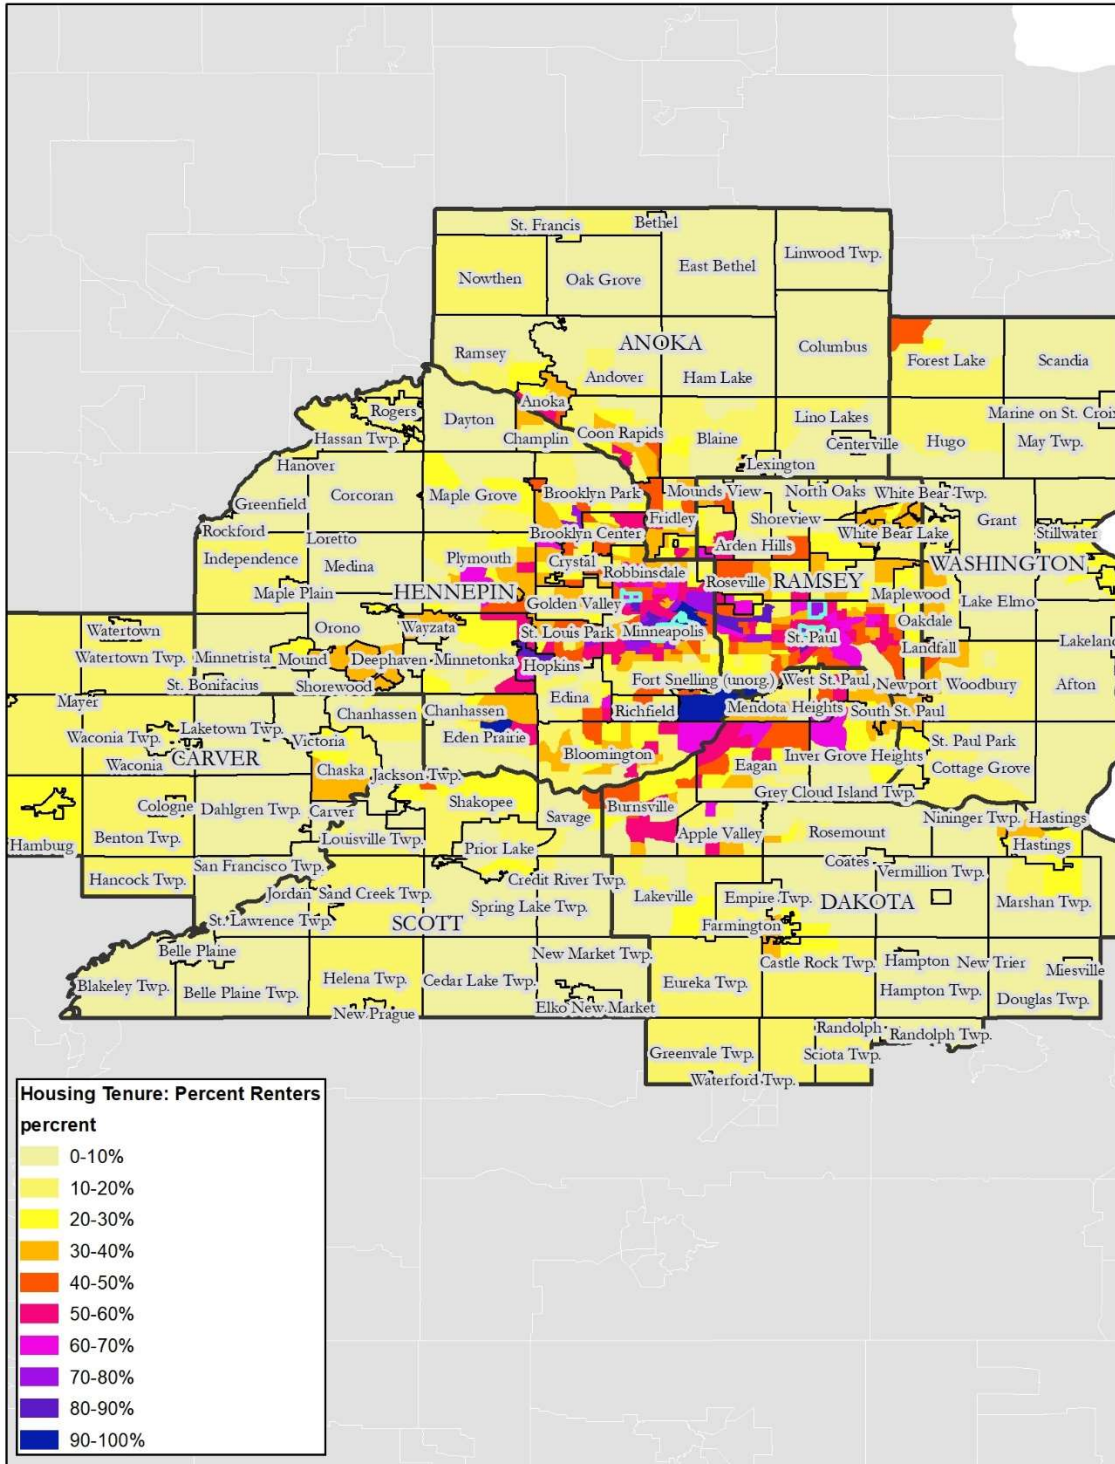 St. Francis
Bethel
Linwood Twp.
East Bethel
Nowthen
Oak Grove
ANOKA
Columbus
Ramsey
Forest Lake
Scandia
Andover
Ham Lake
Anoka
Rogers
Dayton
Lino Lakes
Marine on St. Croi
Hassan Twp.
Champlin
Coon Rapids
Blaine
Centerville
Hugo
May Twp.
Hanover
Lexington
Corcoran
Maple Grove
Brooklyn Park
Mounds View
North Oaks
White Bear Twp.
Greenfield
Fridley
Shoreview
Grant
Rockford
Loretto
Brooklyn Center
Arden Hills
White Bear Lake
Stillwater
Independence
Medina
Plymouth
Crystal
Robbinsdale
Roseville
RAMSEY
WASHINGTON
Maple Plain
HENNEPIN
Golden Valley
Maplewood
Lake Elmo
Watertown
Orono
Wayzata
St. Louis Park
Minneapolis
St. Paul
Oakdale
Lakeland
Watertown Twp.
Minnetrista
Mound
Deephaven
Minnetonka
Hopkins
Landfall
St. Bonifacius
Shorewood
Fort Snelling (unorg.)
West St. Paul
Newport
Woodbury
Afton
Mayer
Chanhassen
Chanhassen
Edina
Richfield
Mendota Heights
South St. Paul
Waconia Twp.
Laketown Twp.
Victoria
Eden Prairie
St. Paul Park
Waconia
CARVER
Bloomington
Inver Grove Heights
Cottage Grove
Chaska
Jackson Twp.
Eagan
Cologne
Dahlgren Twp.
Carver
Shakopee
Savage
Burnsville
Grey Cloud Island Twp.
Hamburg
Benton Twp.
Louisville Twp.
Prior Lake
Apple Valley
Rosemount
Nininger Twp.
Hastings
Hastings
San Francisco Twp.
Coates
Vermillion Twp.
Hancock Twp.
Jordan
Sand Creek Twp.
Credit River Twp.
Lakeville
Empire Twp.
DAKOTA
Marshan Twp.
St. Lawrence Twp.
SCOTT
Spring Lake Twp.
Farmington
Belle Plaine
New Market Twp.
Castle Rock Twp.
Hampton
New Trier
Miesville
Blakeley Twp.
Belle Plaine Twp.
Helena Twp.
Cedar Lake Twp.
Eureka Twp.
Hampton Twp.
Douglas Twp.
New Prague
Elko New Market
Randolph
Randolph Twp.
Greenvale Twp.
Sciota Twp.
Waterford Twp.
Housing Tenure: Percent Renters
percrent
0-10%
10-20%
20-30%
30-40%
40-50%
50-60%
60-70%
70-80%
80-90%
90-100%